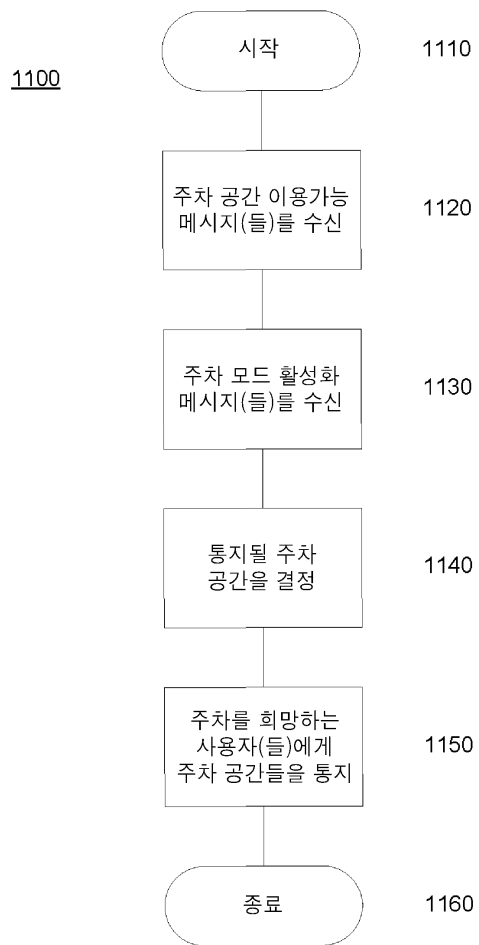 시작
1110
1100
주차 공간 이용가능
메시지(들)를 수신
1120
주차 모드 활성화
메시지(들)를 수신
1130
통지될 주차
공간을 결정
1140
주차를 희망하는
사용자(들)에게
주차 공간들을 통지
1150
종료
1160